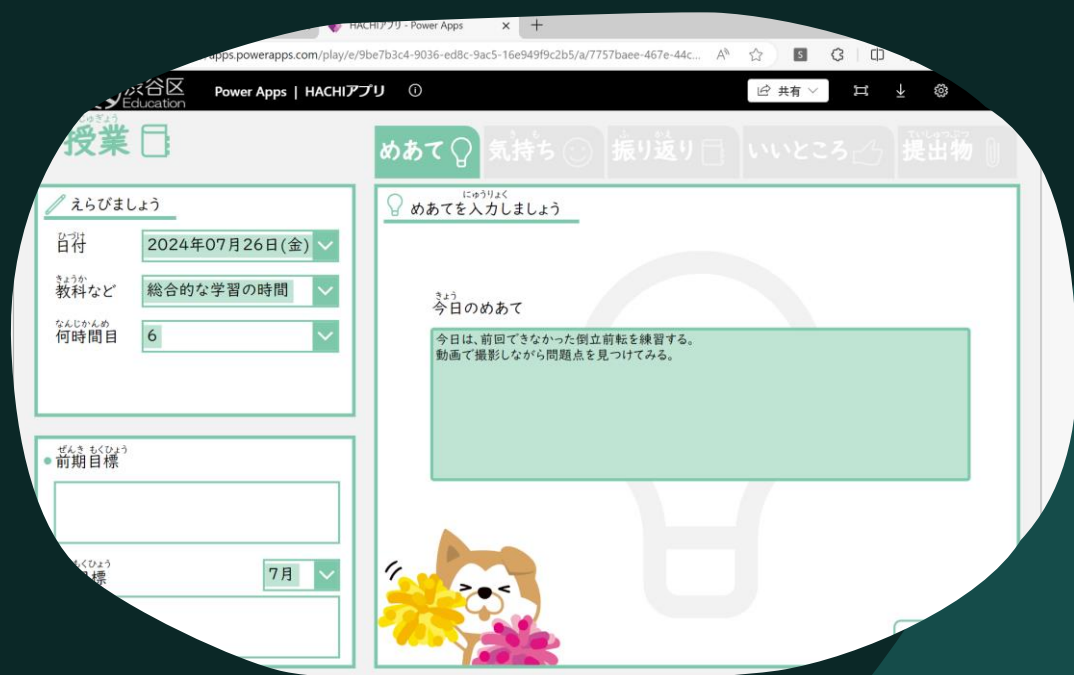 HACHIアプリ - Power Apps
apps.powerapps.com/play/e/9be7b3c4-9036-ed8c-9ac5-16e949f9c2b5/a/7757baee-467e-44c...
渋谷区
Education
Power Apps | HACHIアプリ
共有
じゅぎょう
授業
めあて
きも
気持ち
ふ かえ
振り返り
いいところ
ていしゅつぶつ
提出物
えらびましょう
ひづけ
日付
2024年07月26日(金)
きょうか
教科など
総合的な学習の時間
なんじかんめ
何時間目
6
ぜんき もくひょう
前期目標
もくひょう
標
7月
にゅうりょく
めあてを入力しましょう
きょう
今日のめあて
今日は、前回できなかった倒立前転を練習する。
動画で撮影しながら問題点を見つけてみる。